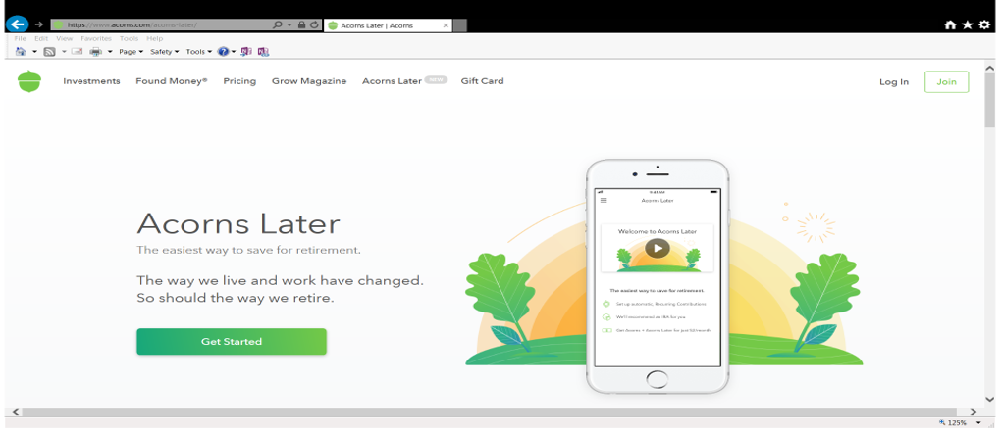 https://www.acorns.com/acorns-later/
Acorns Later | Acorns
File Edit View Favorites Tools Help
Page Safety Tools
Investments Found Money® Pricing Grow Magazine Acorns Later NEW Gift Card Log In Join
Acorns Later
The easiest way to save for retirement.
The way we live and work have changed.
So should the way we retire.
Get Started
9:41 AM
Acorns Later
Welcome to Acorns Later
The easiest way to save for retirement.
Set up automatic, Recurring Contributions
We'll recommend an IRA for you
Get Acorns + Acorns Later for just
125%